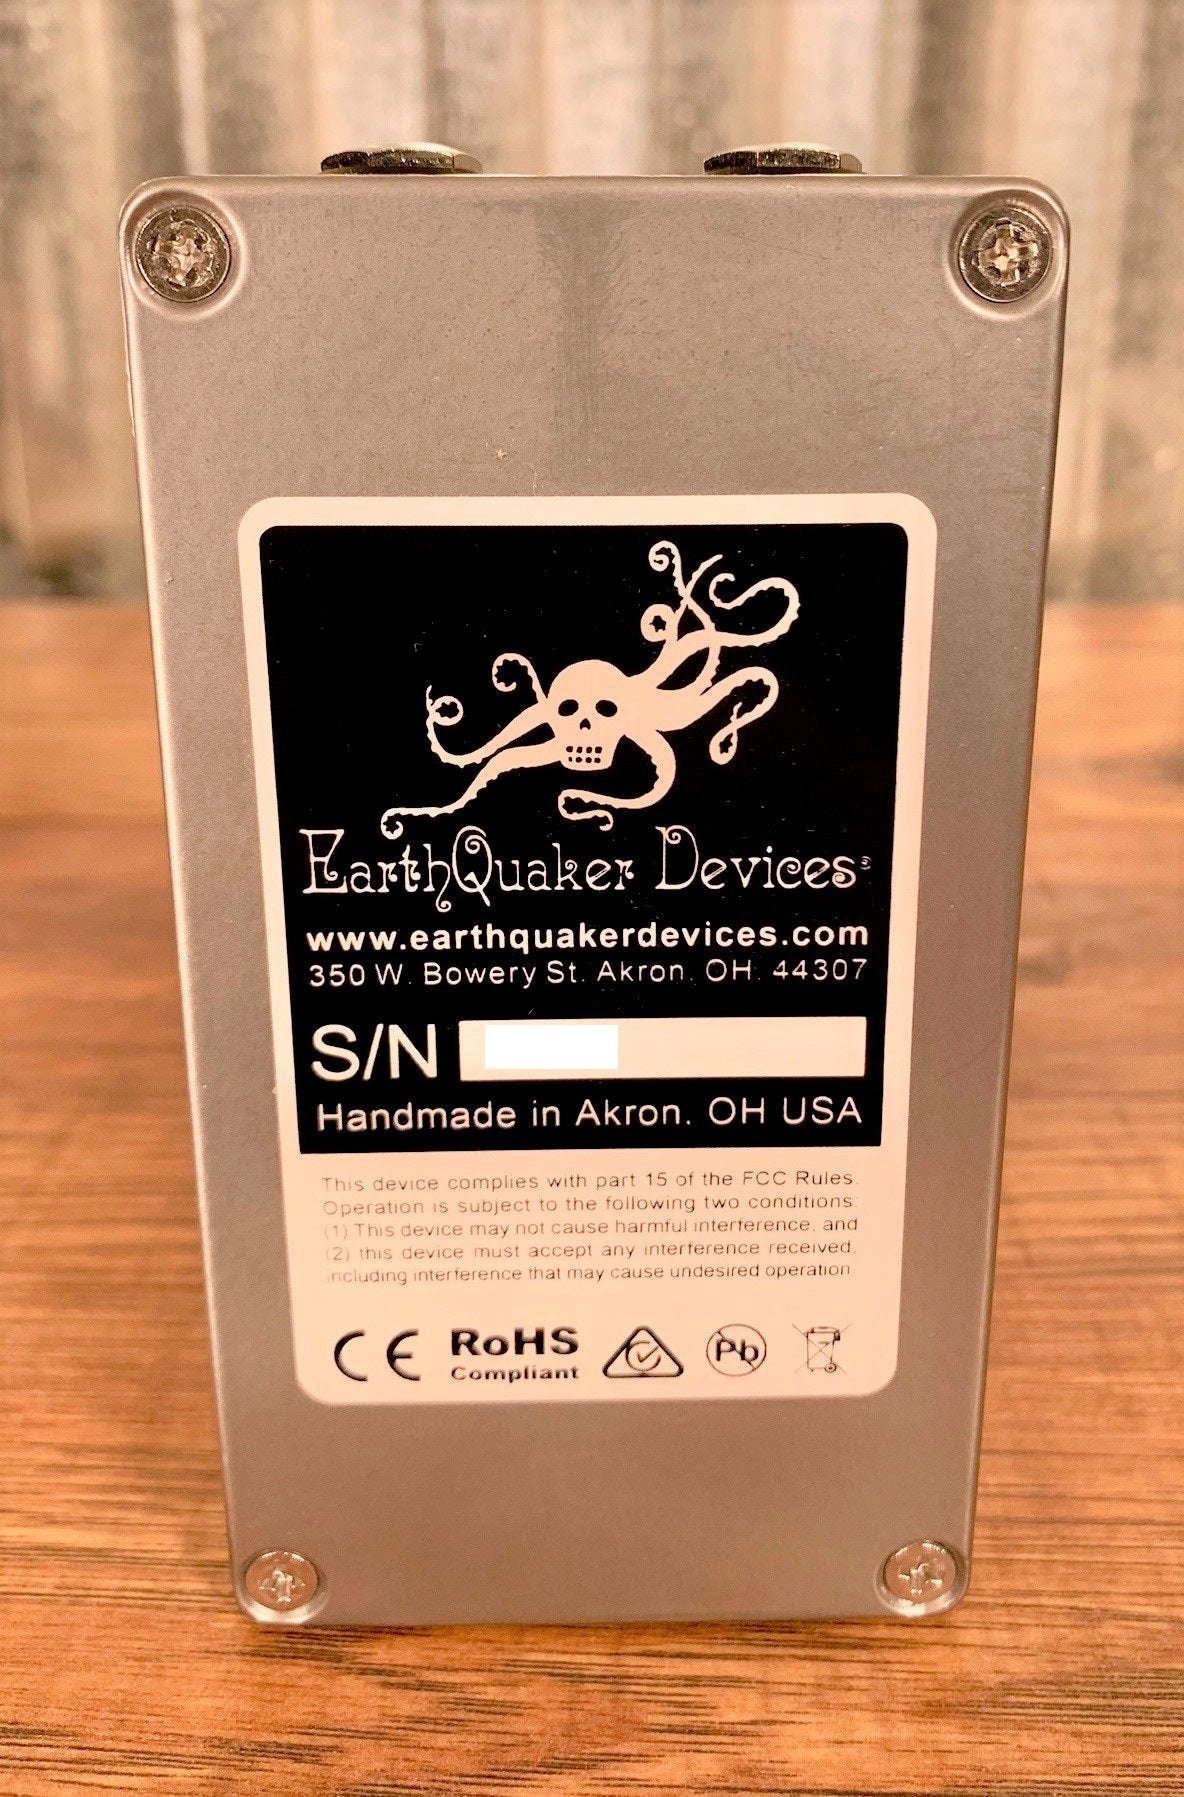 EarthQuaker Devices
www.earthquakerdevices.com
350 W. Bowery St. Akron. OH. 44307
S/N
Handmade in Akron. OH USA
This device complies with part 15 of the FCC Rules.
Operation is subject to the following two conditions:
(1) This device may not cause harmful interference, and
(2) this device must accept any interference received,
including interference that may cause undesired operation.
CE RoHS Pb
Compliant